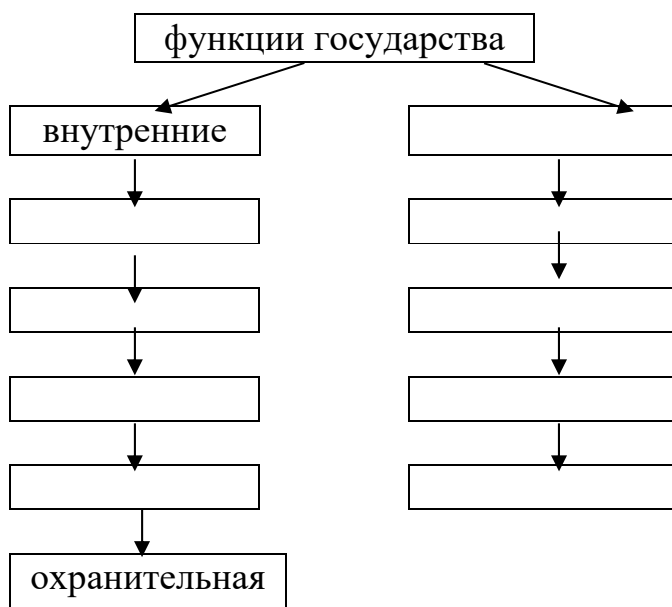 функции государства
внутренние
охранительная